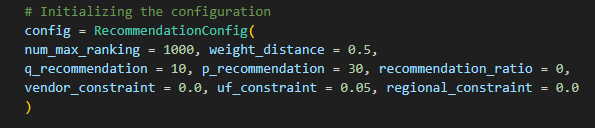 # Initializing the configuration
config = RecommendationConfig(
num_max_ranking = 1000, weight_distance = 0.5,
q_recommendation = 10, p_recommendation = 30, recommendation_ratio = 0,
vendor_constraint = 0.0, uf_constraint = 0.05, regional_constraint = 0.0
)